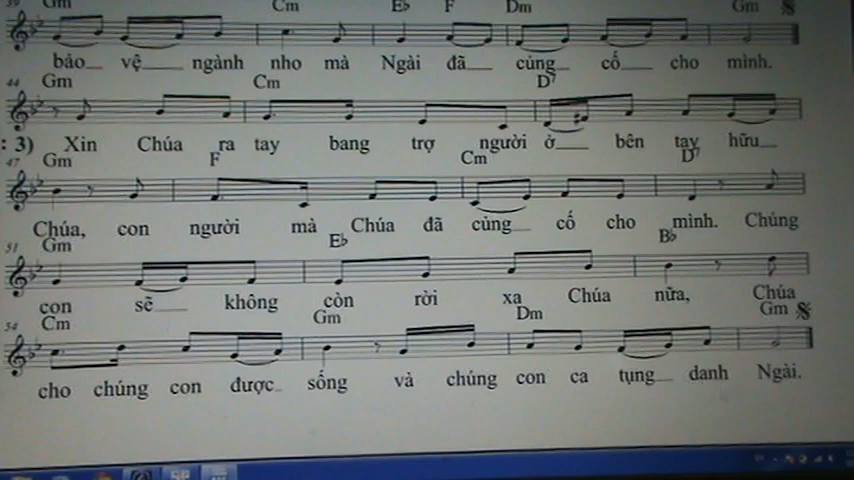 39 Gm Cm E♭ F Dm Gm
bảo vệ ngành nho mà Ngài đã củng cố cho mình.
44 Gm Cm D7
: 3) Xin Chúa ra tay bang trợ người ở bên tay hữu
47 Gm F Cm D7
Chúa, con người mà Chúa đã củng cố cho mình. Chúng
51 Gm E♭ B♭
con sẽ không còn rời xa Chúa nữa, Chúa
54 Cm Gm Dm Gm
cho chúng con được sống và chúng con ca tụng danh Ngài.